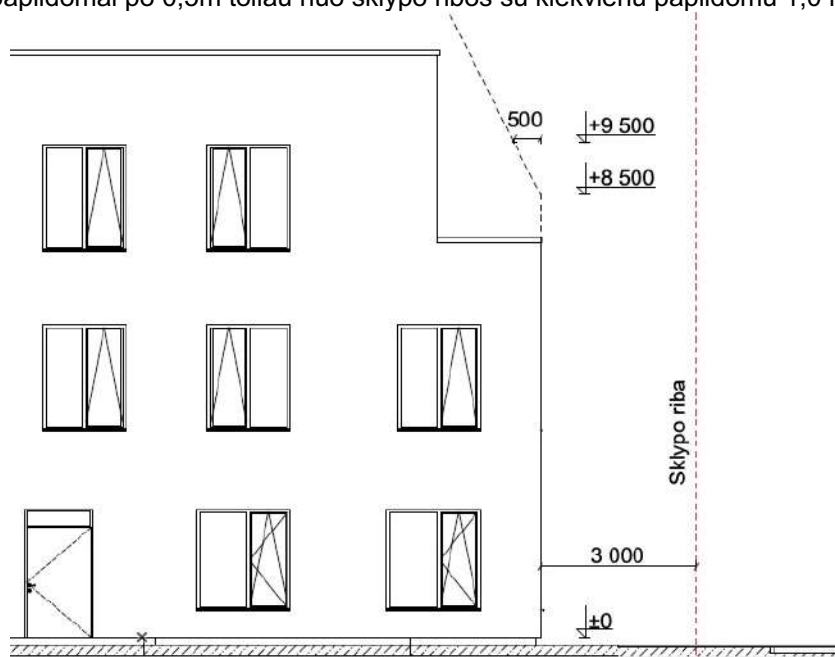 papildomai po 0,5m toliau nuo sklypo ribos su kiekvienu papildomu 1,0
500
+9 500
+8 500
Sklypo riba
3 000
±0